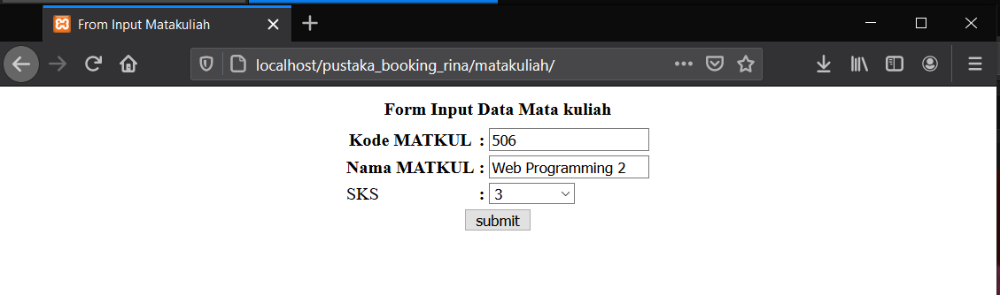 From Input Matakuliah
localhost/pustaka_booking_rina/matakuliah/
Form Input Data Mata kuliah
Kode MATKUL : 506
Nama MATKUL : Web Programming 2
SKS : 3
submit